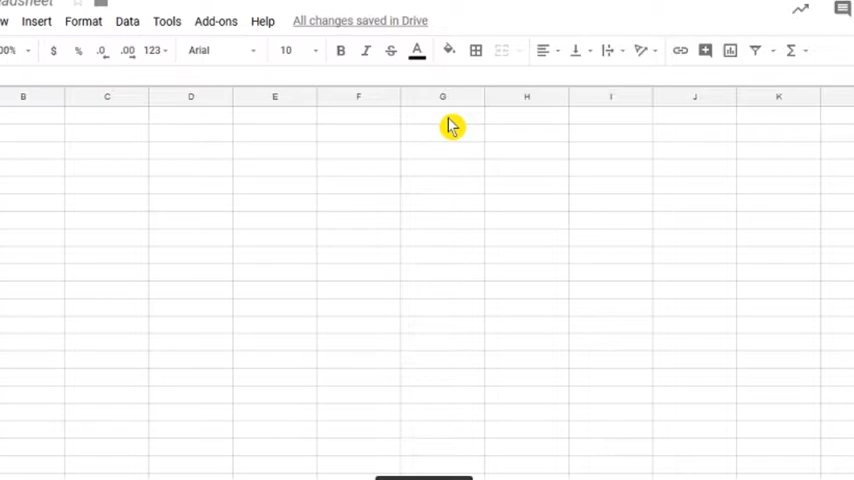 Insert Format Data Tools Add-ons Help All changes saved in Drive
$ % .0 .00 123 Arial 10 B I S A
B C D E F G H I J K